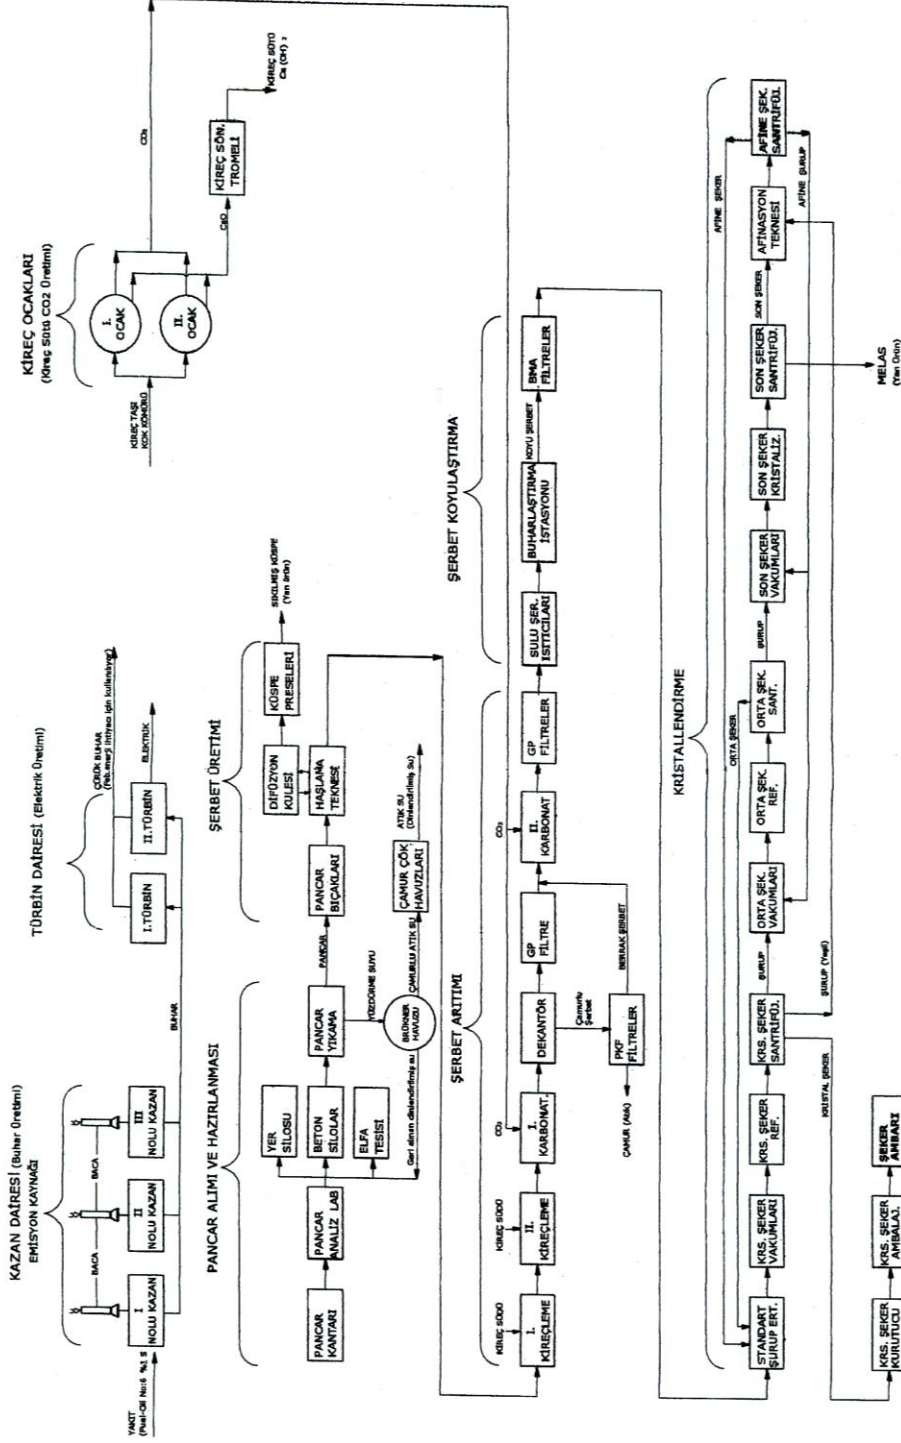 KAZAN DAİRESİ (Buhar Üretimi)
EMİSYON KAYNAĞI
YAKIT
(Fuel-Oil No:6 %1 S
BACA
BACA
I
NOLU KAZAN
II
NOLU KAZAN
III
NOLU KAZAN
BUHAR
TÜRBİN DAİRESİ (Elektrik Üretimi)
I.TÜRBİN
II.TÜRBİN
ÇÜRÜK BUHAR
(Fab.enerji ihtiyacı için kullanılıyor)
ELEKTRİK
KİREÇ OCAKLARI
(Kireç Sütü CO2 Üretimi)
KİREÇ TAŞI
KOK KÖMÜRÜ
I.
OCAK
II.
OCAK
CO₂
CaO
KİREÇ SÖN.
TROMELİ
KİREÇ SÜTÜ
Ca (OH) ₂
PANCAR ALIMI VE HAZIRLANMASI
PANCAR
KANTARI
PANCAR
ANALİZ LAB
YER
SİLOSU
BETON
SİLOLAR
ELFA
TESİSİ
PANCAR
YIKAMA
YÜZDÜRME SUYU
Geri alınan dinlendirilmiş su
BRÜKNER
HAVUZU
ÇAMURLU ATIK SU
ÇAMUR ÇÖK.
HAVUZLARI
ATIK SU
(Dinlendirilmiş Su)
PANCAR
ŞERBET ÜRETİMİ
PANCAR
BIÇAKLARI
DİFÜZYON
KULESİ
HAŞLAMA
TEKNESİ
KÜSPE
PRESELERİ
SIKILMIŞ KÜSPE
(Yan ürün)
ŞERBET ARITIMI
KİREÇ SÜDÜ
KİREÇ SÜDÜ
CO₂
CO₂
I.
KİREÇLEME
II.
KİREÇLEME
I.
KARBONAT.
DEKANTÖR
GP
FİLTRE
II.
KARBONAT
GP
FİLTRELER
Çamurlu
Şerbet
PKF
FİLTRELER
ÇAMUR (Atık)
BERRAK ŞERBET
ŞERBET KOYULAŞTIRMA
SULU ŞER.
ISITICILARI
BUHARLAŞTIRMA
İSTASYONU
KOYU ŞERBET
BMA
FİLTRELER
KRİSTALLENDİRME
STANDART
ŞURUP ERT.
KRS. ŞEKER
VAKUMLARI
KRS. ŞEKER
REF.
KRS. ŞEKER
SANTRİFÜJ.
ŞURUP
ORTA ŞEK.
VAKUMLARI
ORTA ŞEK.
REF.
ORTA ŞEK.
SANT.
ORTA ŞEKER
ŞURUP
SON ŞEKER
VAKUMLARI
SON ŞEKER
KRİSTALİZ.
SON ŞEKER
SANTRİFÜJ.
SON ŞEKER
AFİNASYON
TEKNESİ
AFİNE ŞEK.
SANTRİFÜJ.
AFİNE ŞEKER
AFİNE ŞURUP
ŞURUP (Yeşil)
KRİSTAL ŞEKER
MELAS
(Yan Ürün)
KRS. ŞEKER
KURUTUCU
KRS. ŞEKER
AMBALAJ.
ŞEKER
AMBARI